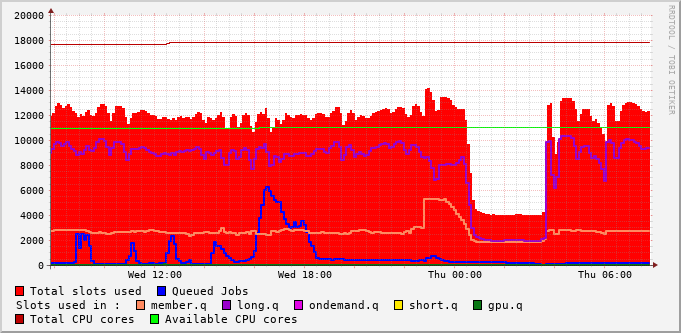 20000
18000
16000
14000
12000
10000
8000
6000
4000
2000
0
Wed 12:00 Wed 18:00 Thu 00:00 Thu 06:00
Total slots used Queued Jobs
Slots used in : member.q long.q ondemand.q short.q gpu.q
Total CPU cores Available CPU cores
RRDTOOL / TOBI OETIKER